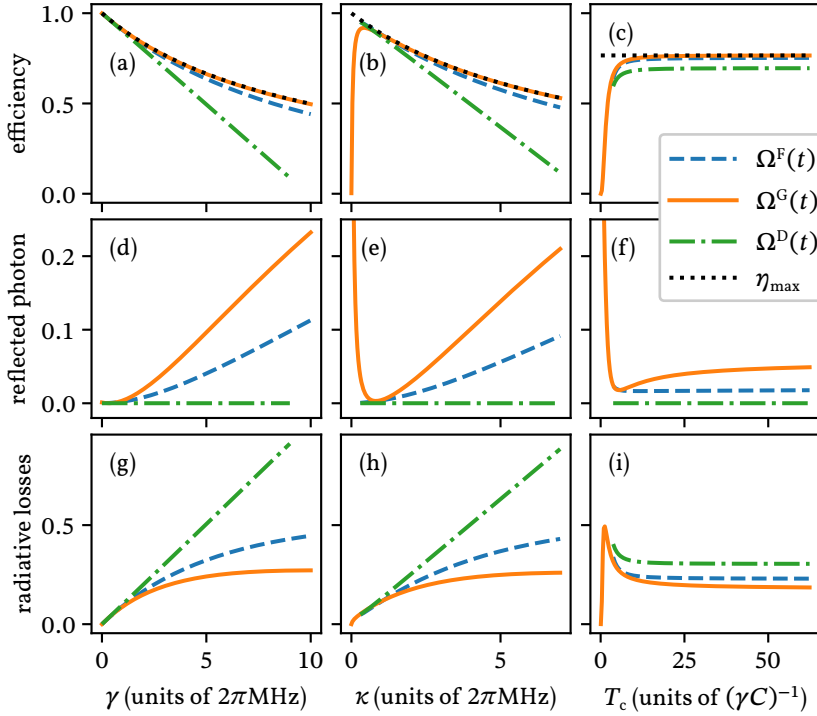 1.0
0.5
0.0
efficiency
(a)
(b)
(c)
Ω^F(t)
Ω^G(t)
Ω^D(t)
η_max
0.2
0.1
0.0
reflected photon
(d)
(e)
(f)
0.5
0.0
radiative losses
(g)
(h)
(i)
0 5 10
0 5
0 25 50
γ (units of 2πMHz)
κ (units of 2πMHz)
T_c (units of (γC)^{-1})